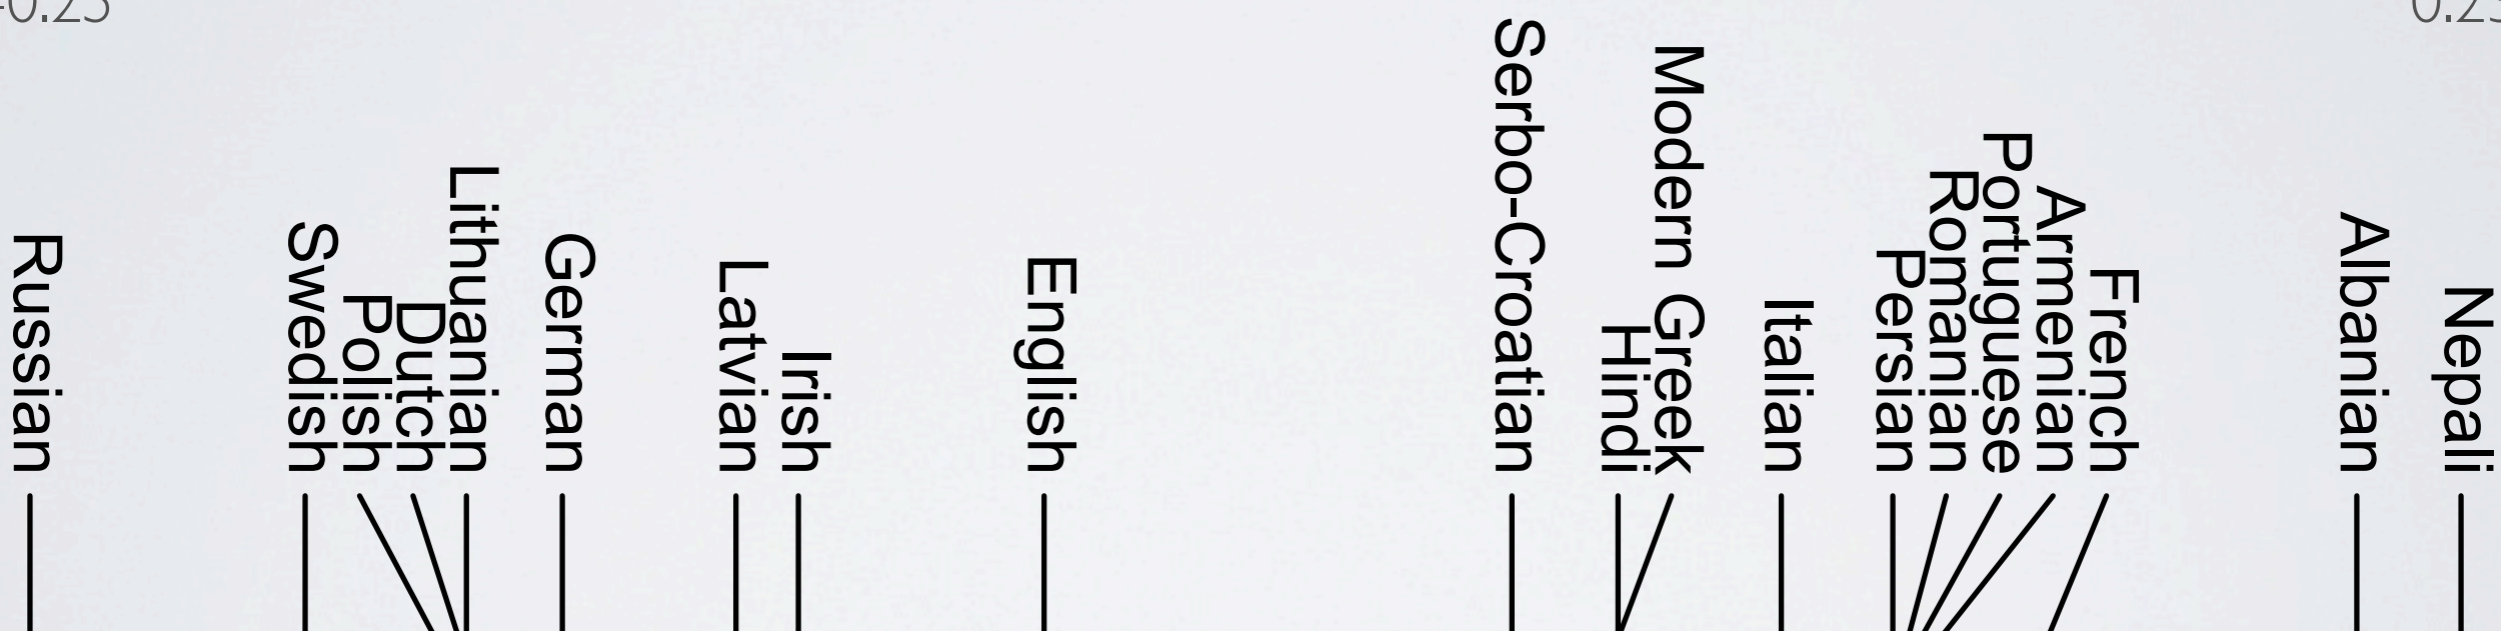 -0.25
0.25
Russian
Swedish
Polish
Dutch
Lithuanian
German
Latvian
Irish
English
Serbo-Croatian
Hindi
Modern Greek
Italian
Persian
Romanian
Portuguese
Armenian
French
Albanian
Nepali